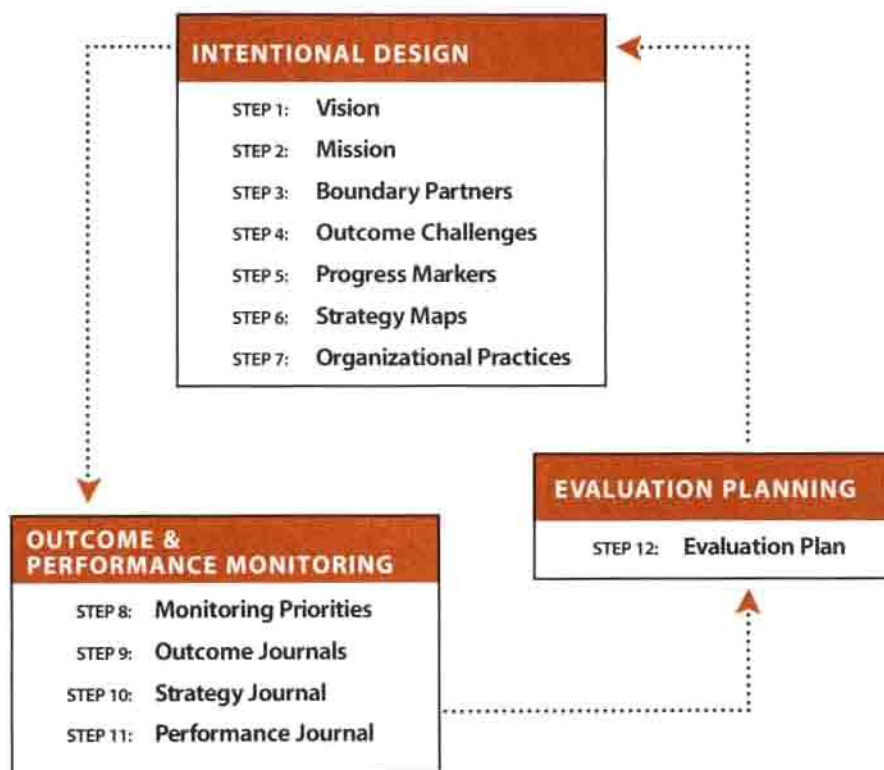 INTENTIONAL DESIGN
STEP 1: Vision
STEP 2: Mission
STEP 3: Boundary Partners
STEP 4: Outcome Challenges
STEP 5: Progress Markers
STEP 6: Strategy Maps
STEP 7: Organizational Practices
OUTCOME &
PERFORMANCE MONITORING
STEP 8: Monitoring Priorities
STEP 9: Outcome Journals
STEP 10: Strategy Journal
STEP 11: Performance Journal
EVALUATION PLANNING
STEP 12: Evaluation Plan